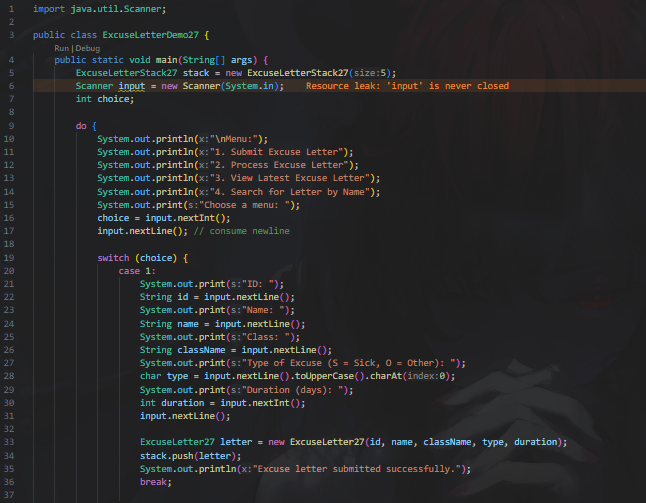 1 import java.util.Scanner;
2
3 public class ExcuseLetterDemo27 {
Run | Debug
4 public static void main(String[] args) {
5 ExcuseLetterStack27 stack = new ExcuseLetterStack27(size:5);
6 Scanner input = new Scanner(System.in); Resource leak: 'input' is never closed
7 int choice;
8
9 do {
10 System.out.println(x:"\nMenu:");
11 System.out.println(x:"1. Submit Excuse Letter");
12 System.out.println(x:"2. Process Excuse Letter");
13 System.out.println(x:"3. View Latest Excuse Letter");
14 System.out.println(x:"4. Search for Letter by Name");
15 System.out.print(s:"Choose a menu: ");
16 choice = input.nextInt();
17 input.nextLine(); // consume newline
18
19 switch (choice) {
20 case 1:
21 System.out.print(s:"ID: ");
22 String id = input.nextLine();
23 System.out.print(s:"Name: ");
24 String name = input.nextLine();
25 System.out.print(s:"Class: ");
26 String className = input.nextLine();
27 System.out.print(s:"Type of Excuse (S = Sick, O = Other): ");
28 char type = input.nextLine().toUpperCase().charAt(index:0);
29 System.out.print(s:"Duration (days): ");
30 int duration = input.nextInt();
31 input.nextLine();
32
33 ExcuseLetter27 letter = new ExcuseLetter27(id, name, className, type, duration);
34 stack.push(letter);
35 System.out.println(x:"Excuse letter submitted successfully.");
36 break;
37